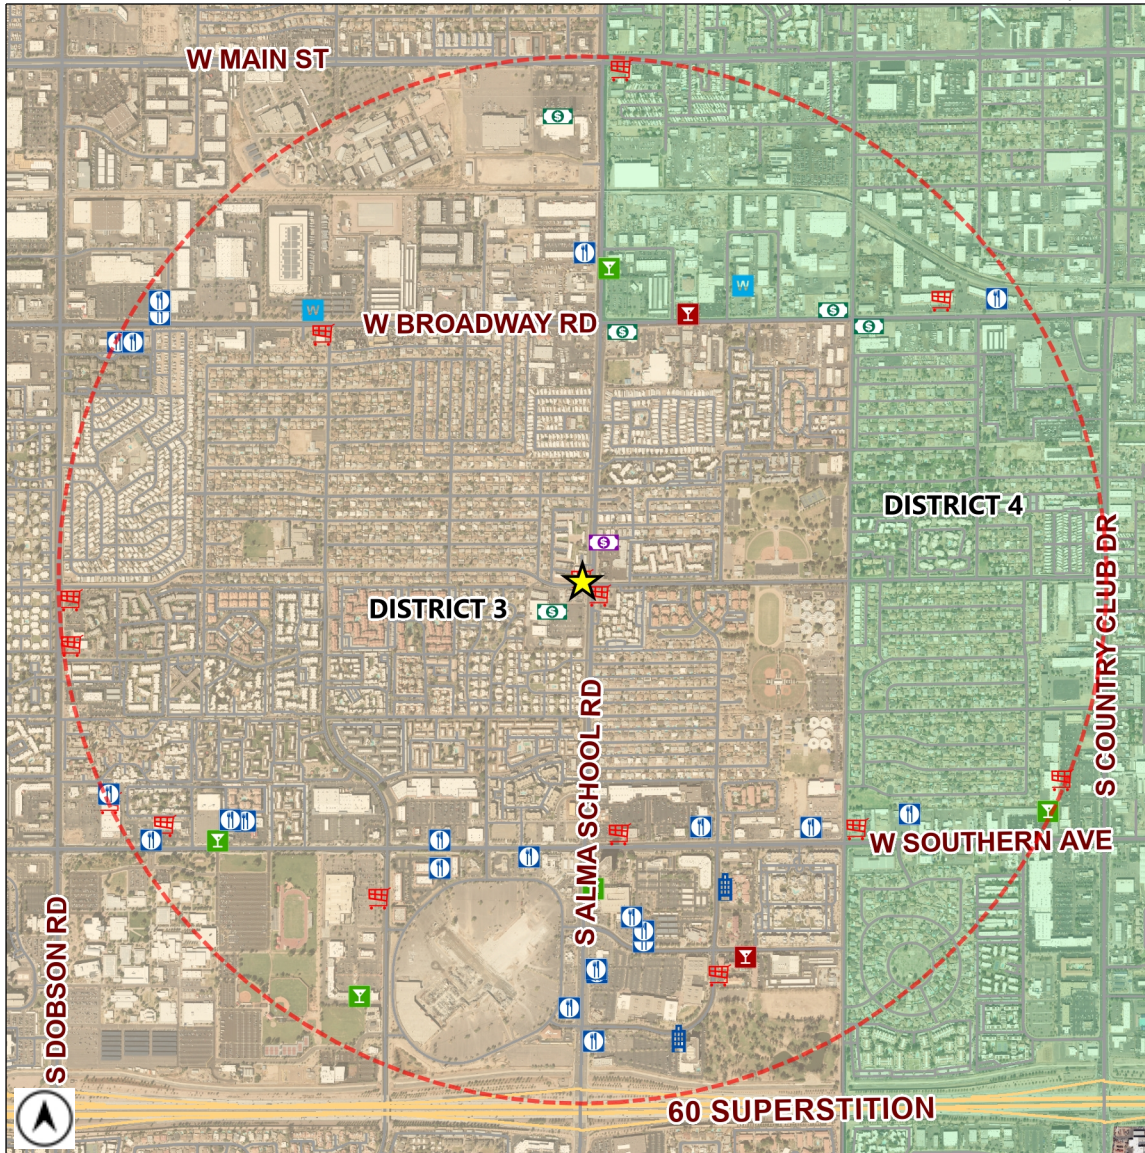 W MAIN ST
$
W
W
W BROADWAY RD
$
$
$
DISTRICT 4
$
DISTRICT 3
$
S COUNTRY CLUB DR
S ALMA SCHOOL RD
W SOUTHERN AVE
S DOBSON RD
60 SUPERSTITION